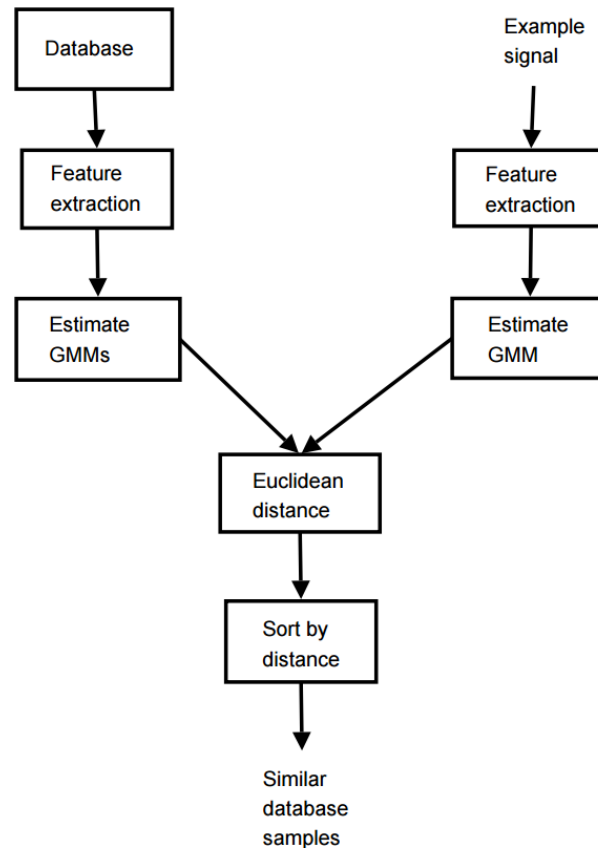 Database
Example
signal
Feature
extraction
Feature
extraction
Estimate
GMMs
Estimate
GMM
Euclidean
distance
Sort by
distance
Similar
database
samples